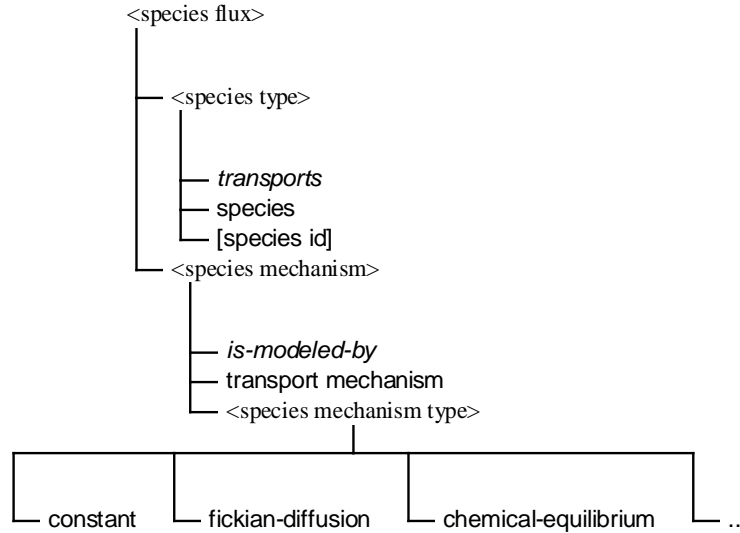 <species flux>
<species type>
transports
species
[species id]
<species mechanism>
is-modeled-by
transport mechanism
<species mechanism type>
constant fickian-diffusion chemical-equilibrium ..